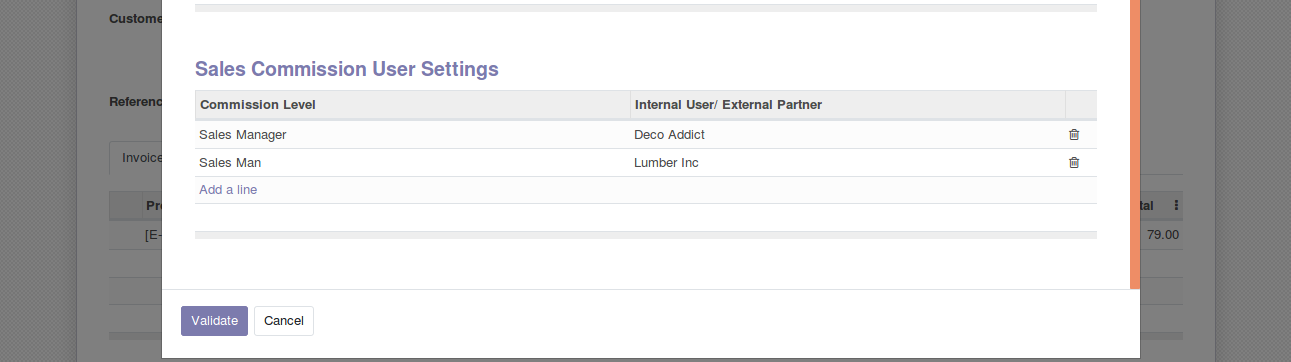 Custome
Sales Commission User Settings
Referenc
Commission Level Internal User/ External Partner
Sales Manager Deco Addict
Invoice
Sales Man Lumber Inc
Add a line
Pr tal
[E- 79.00
Validate Cancel